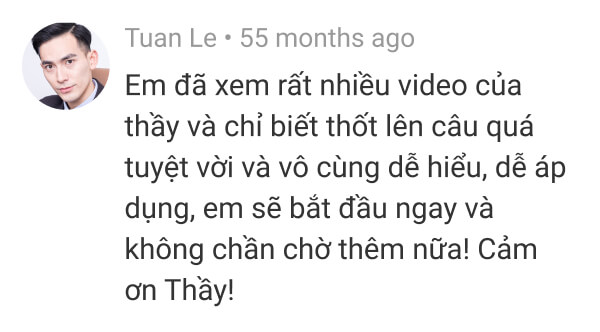 Tuan Le • 55 months ago
Em đã xem rất nhiều video của
thầy và chỉ biết thốt lên câu quá
tuyệt vời và vô cùng dễ hiểu, dễ áp
dụng, em sẽ bắt đầu ngay và
không chần chờ thêm nữa! Cảm
ơn Thầy!